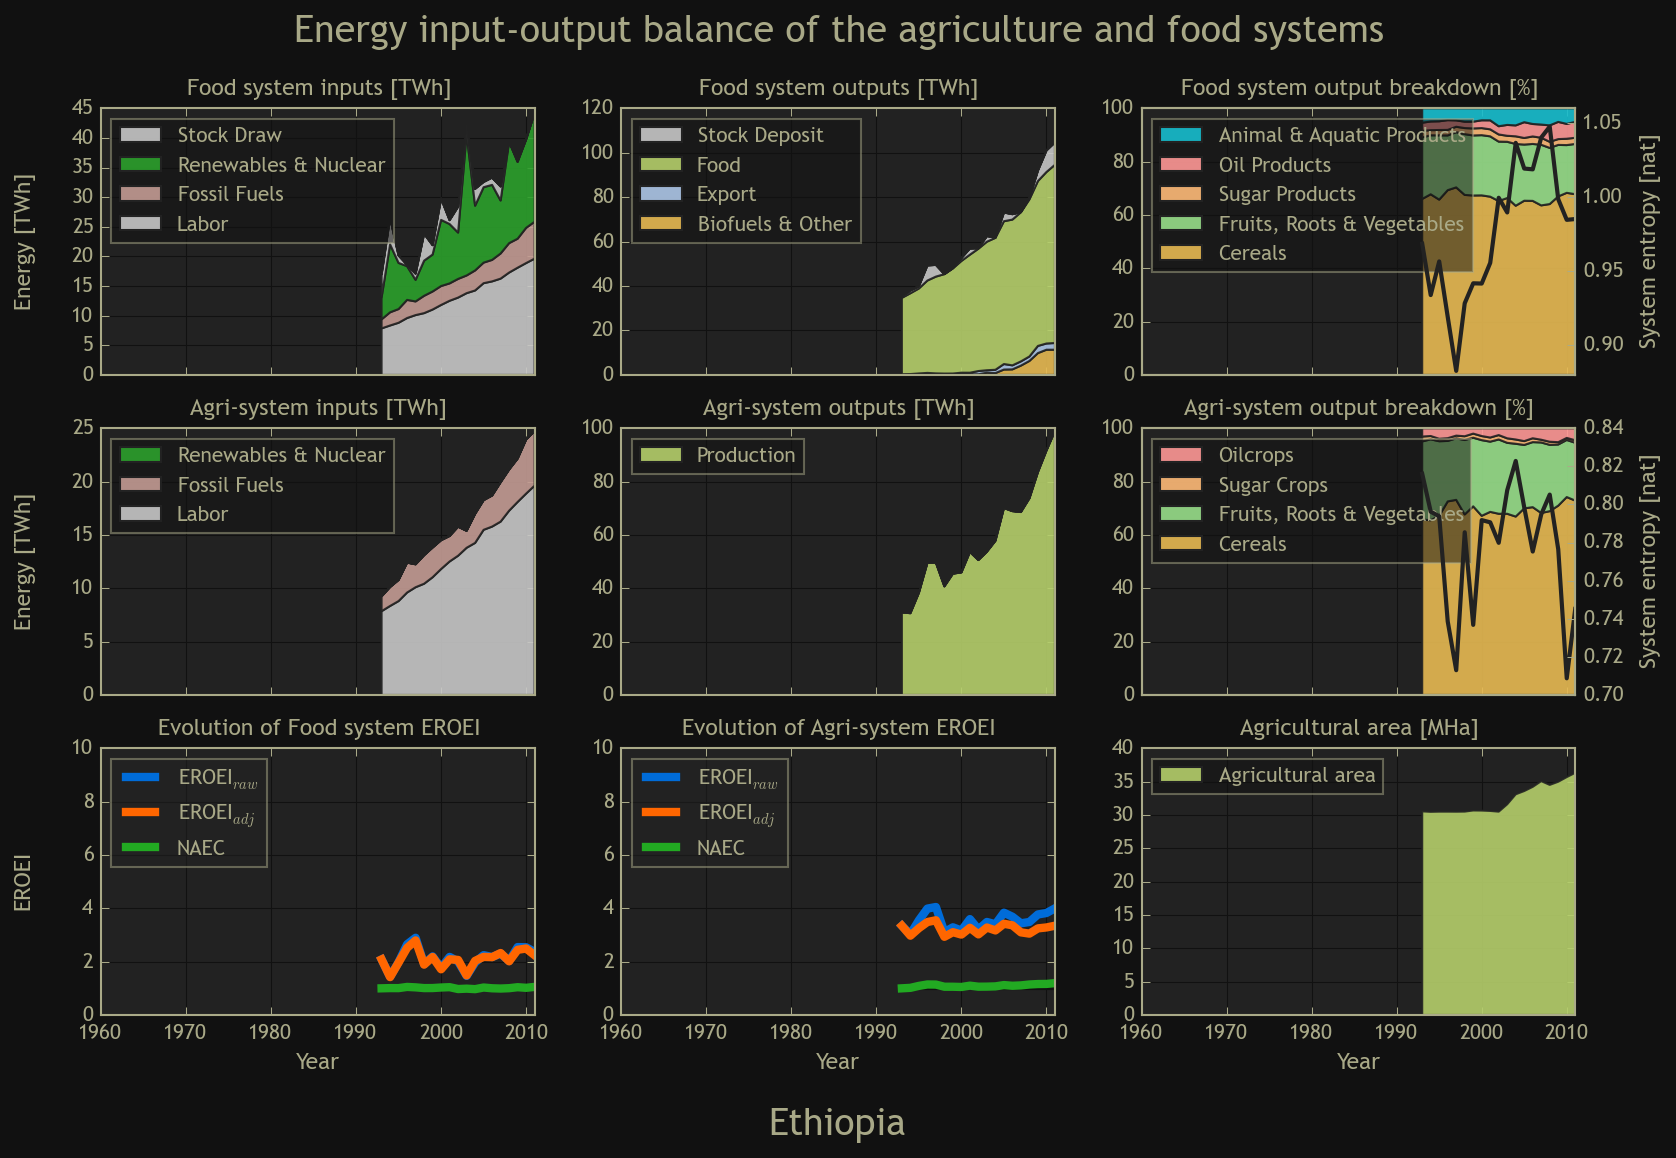 Energy input-output balance of the agriculture and food systems
Food system inputs [TWh]
Energy [TWh]
45
40
35
30
25
20
15
10
5
0
Stock Draw
Renewables & Nuclear
Fossil Fuels
Labor
Food system outputs [TWh]
120
100
80
60
40
20
0
Stock Deposit
Food
Export
Biofuels & Other
Food system output breakdown [%]
100
80
60
40
20
0
Animal & Aquatic Products
Oil Products
Sugar Products
Fruits, Roots & Vegetables
Cereals
1.05
1.00
0.95
0.90
System entropy [nat]
Agri-system inputs [TWh]
Energy [TWh]
25
20
15
10
5
0
Renewables & Nuclear
Fossil Fuels
Labor
Agri-system outputs [TWh]
100
80
60
40
20
0
Production
Agri-system output breakdown [%]
100
80
60
40
20
0
Oilcrops
Sugar Crops
Fruits, Roots & Vegetables
Cereals
0.84
0.82
0.80
0.78
0.76
0.74
0.72
0.70
System entropy [nat]
Evolution of Food system EROEI
EROEI
10
8
6
4
2
0
EROEI_raw
EROEI_adj
NAEC
1960 1970 1980 1990 2000 2010
Year
Evolution of Agri-system EROEI
10
8
6
4
2
0
EROEI_raw
EROEI_adj
NAEC
1960 1970 1980 1990 2000 2010
Year
Agricultural area [MHa]
40
35
30
25
20
15
10
5
0
Agricultural area
1960 1970 1980 1990 2000 2010
Year
Ethiopia